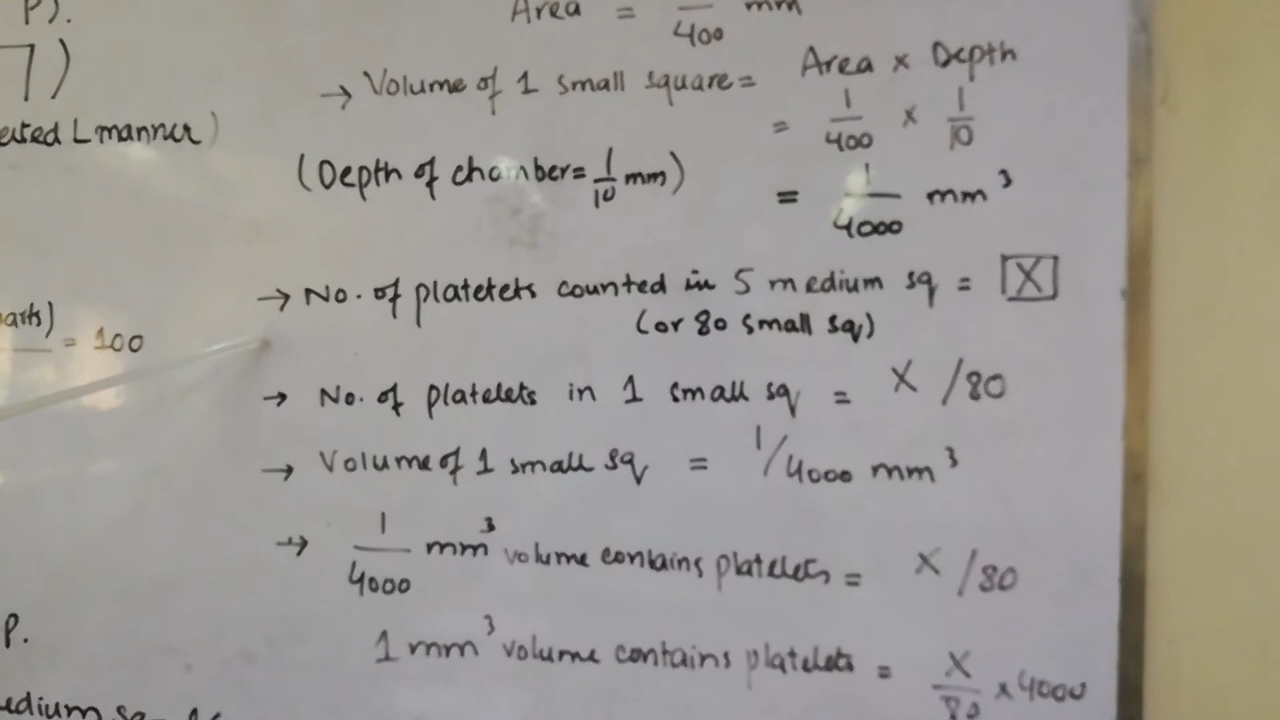 P).
Area = — mm
400
7)
→ Volume of 1 small square = Area x Depth
= 1/400 x 1/10
L manner)
(Depth of chamber = 1/10 mm)
= 1/4000 mm³
→ No. of platelets counted in 5 medium sq = X
(or 80 small sq)
= 100
→ No. of platelets in 1 small sq = X /80
→ Volume of 1 small sq = 1/4000 mm³
→ 1/4000 mm³ volume contains platelets = X /80
P.
1 mm³ volume contains platelets = X/80 x 4000